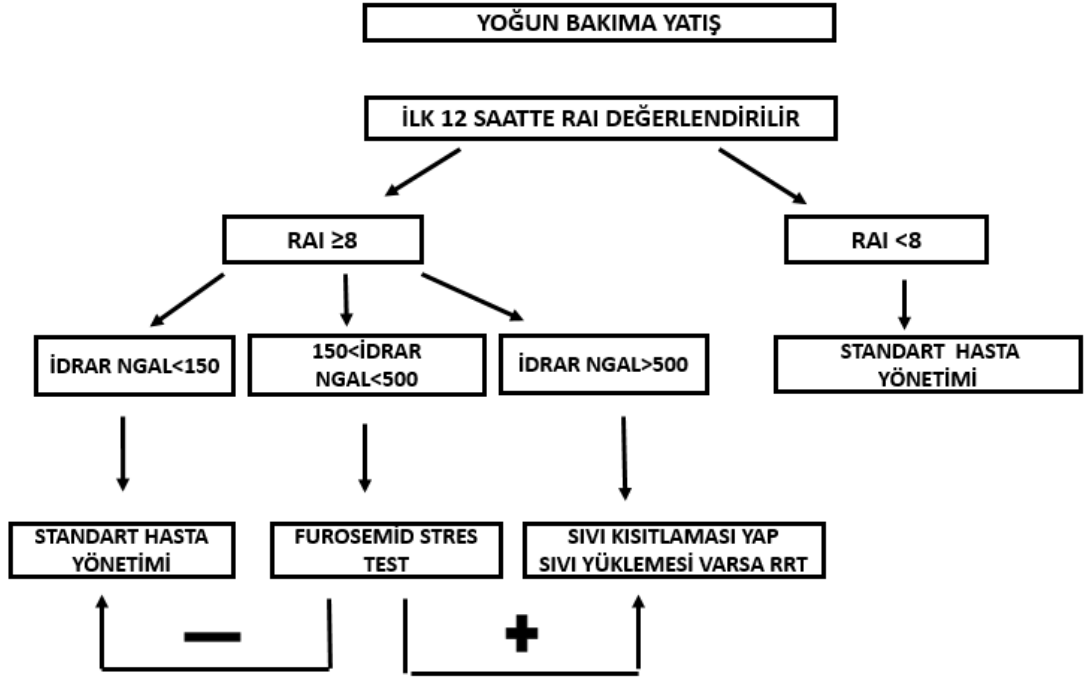 YOĞUN BAKIMA YATIŞ
İLK 12 SAATTE RAI DEĞERLENDİRİLİR
RAI ≥8
RAI <8
İDRAR NGAL<150
150<İDRAR
NGAL<500
İDRAR NGAL>500
STANDART HASTA
YÖNETİMİ
STANDART HASTA
YÖNETİMİ
FUROSEMİD STRES
TEST
SIVI KISITLAMASI YAP
SIVI YÜKLEMESİ VARSA RRT
−
+